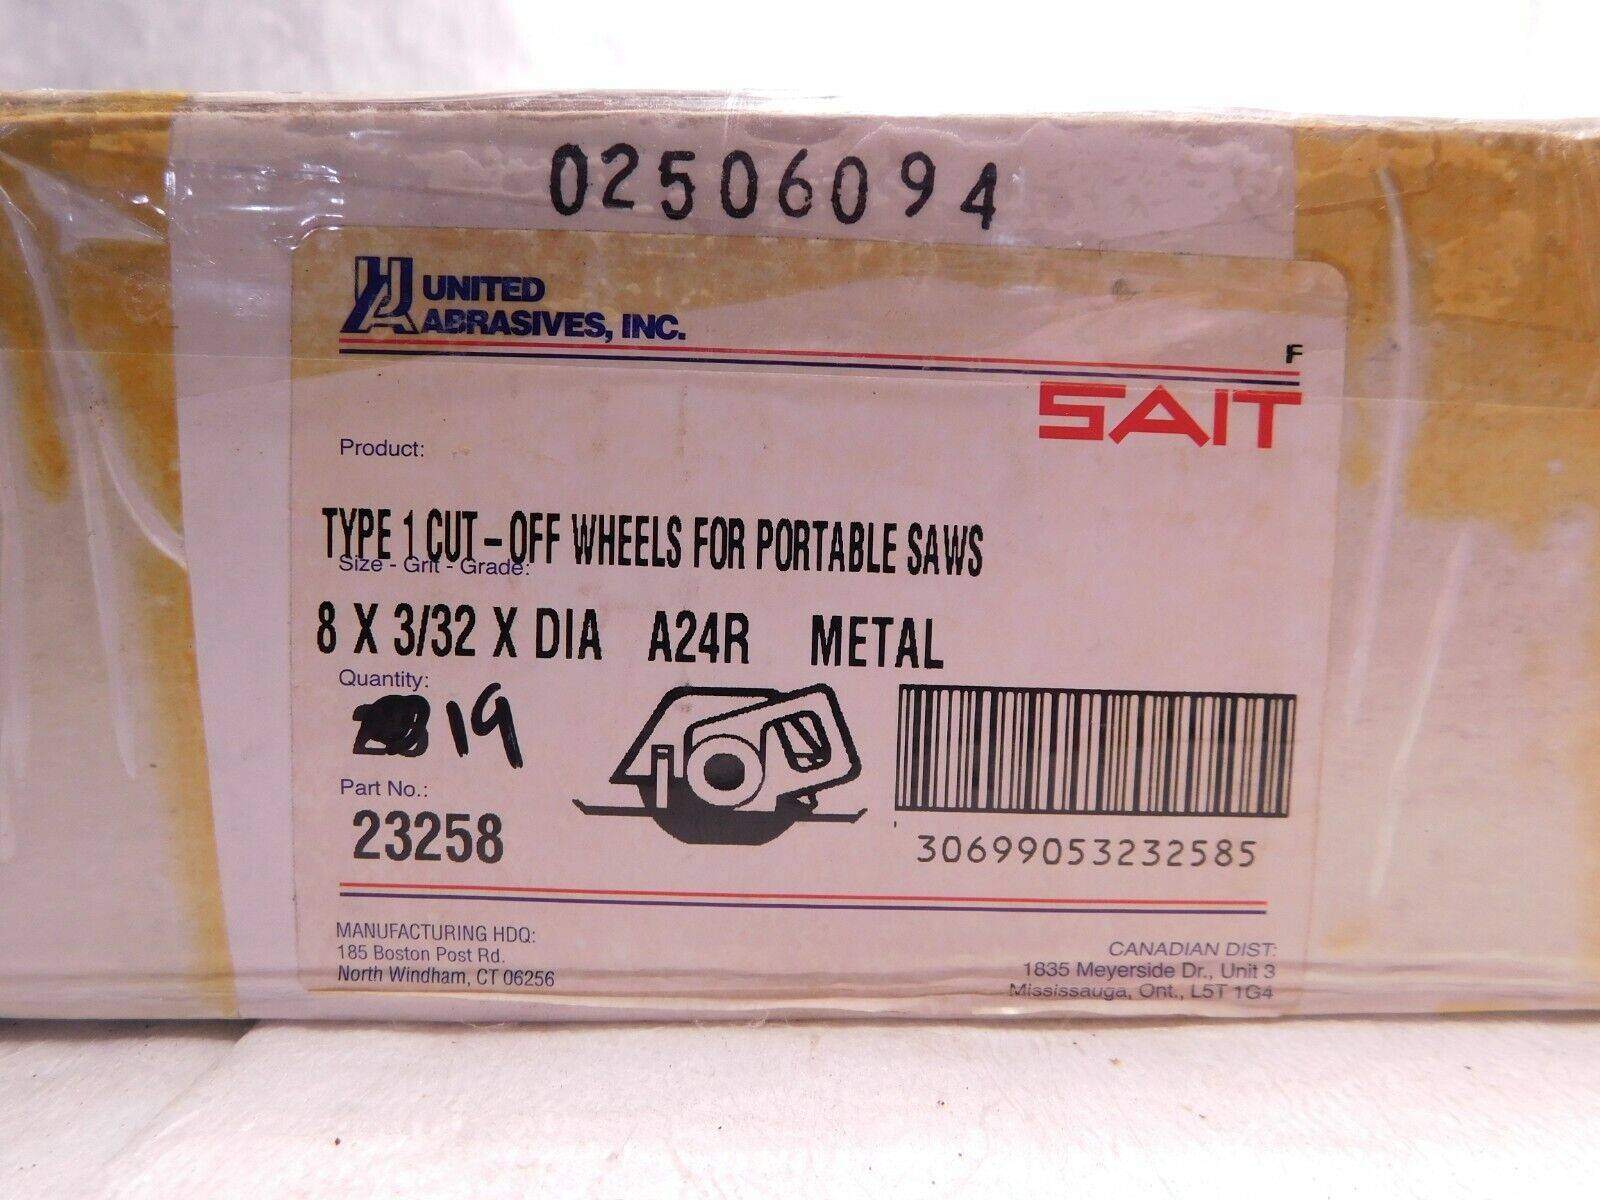 02506094
UA UNITED
ABRASIVES, INC.
F
SAIT
Product:
TYPE 1 CUT-OFF WHEELS FOR PORTABLE SAWS
Size - Grit - Grade:
8 X 3/32 X DIA A24R METAL
Quantity:
19
Part No.:
23258
30699053232585
MANUFACTURING HDQ:
185 Boston Post Rd.
North Windham, CT 06256
CANADIAN DIST:
1835 Meyerside Dr., Unit 3
Mississauga, Ont., L5T 1G4